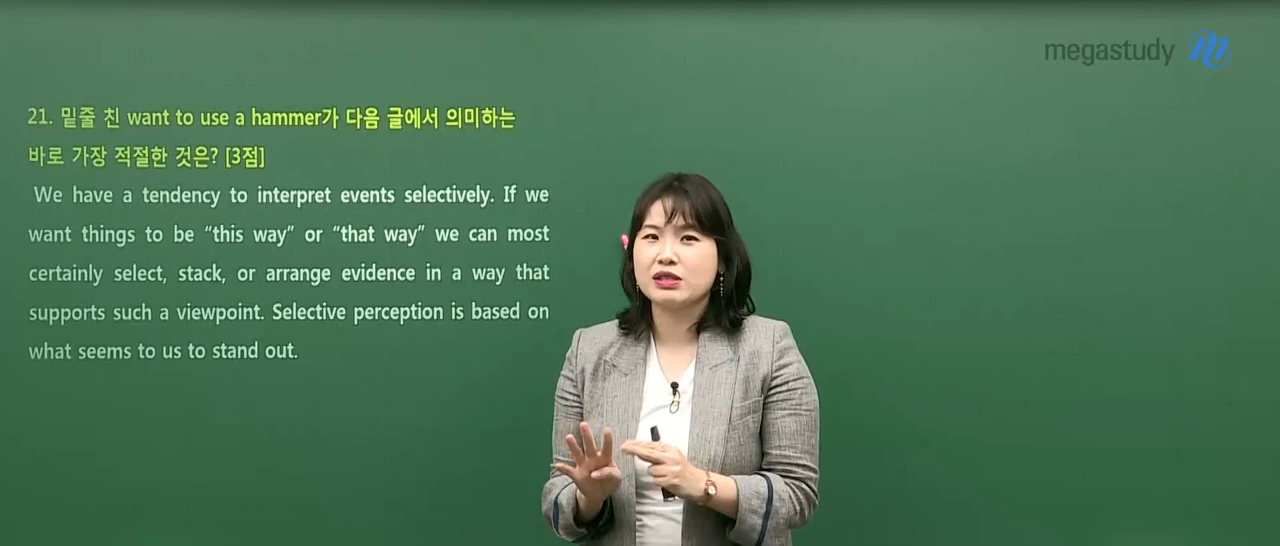 megastudy
21. 밑줄 친 want to use a hammer가 다음 글에서 의미하는
바로 가장 적절한 것은? [3점]
We have a tendency to interpret events selectively. If we
want things to be “this way” or “that way” we can most
certainly select, stack, or arrange evidence in a way that
supports such a viewpoint. Selective perception is based on
what seems to us to stand out.